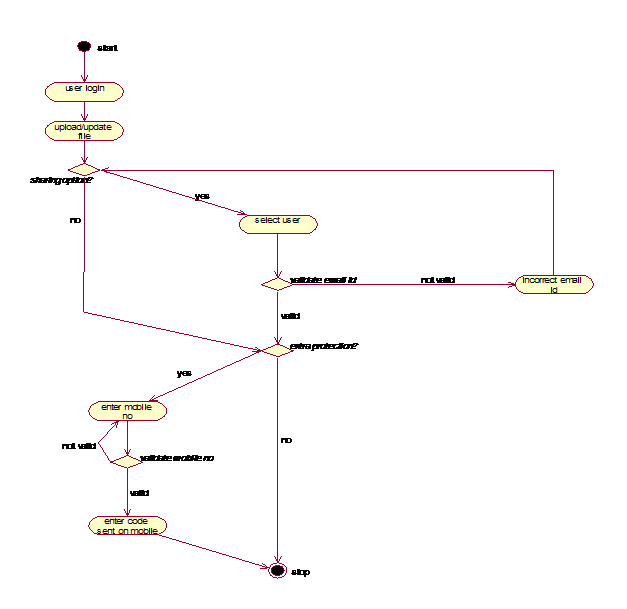 start
user login
upload/update
file
sharing option?
yes
select user
no
validate email id
not valid
incorrect email
id
valid
extra protection?
yes
enter mobile
no
not valid
validate mobile no
no
valid
enter code
sent on mobile
stop